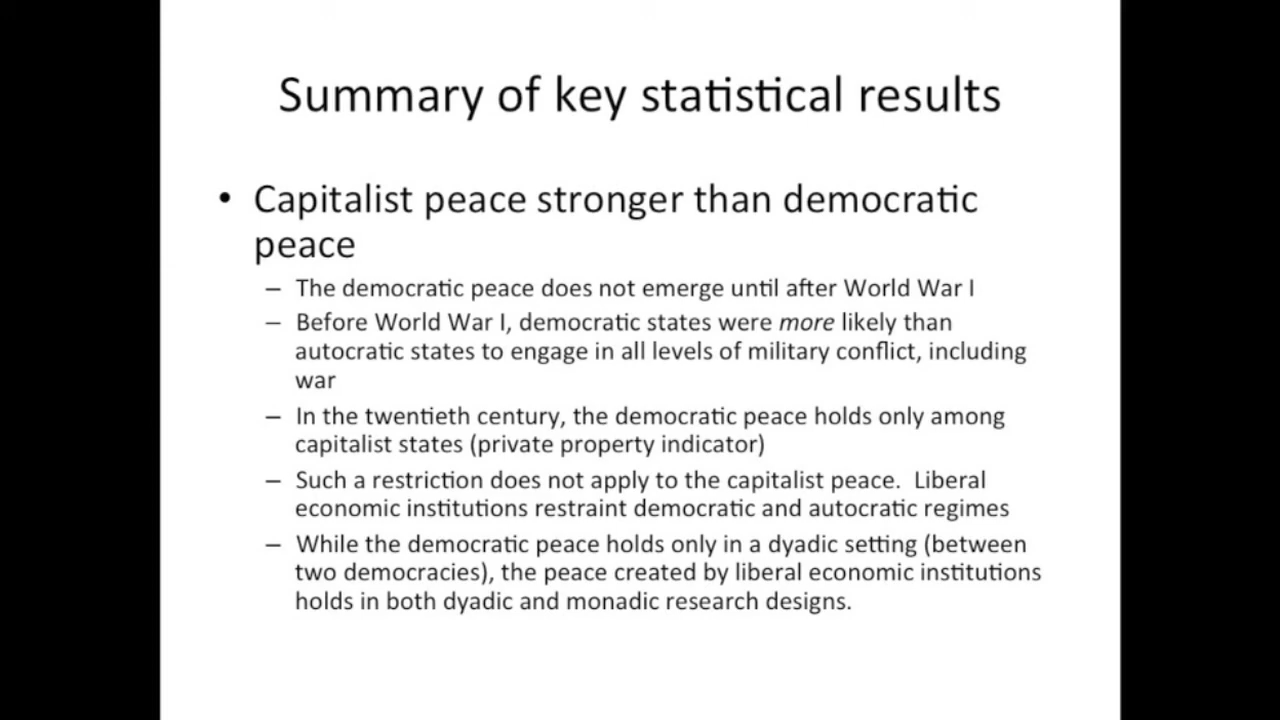 Summary of key statistical results
• Capitalist peace stronger than democratic
peace
– The democratic peace does not emerge until after World War I
– Before World War I, democratic states were more likely than
autocratic states to engage in all levels of military conflict, including
war
– In the twentieth century, the democratic peace holds only among
capitalist states (private property indicator)
– Such a restriction does not apply to the capitalist peace.  Liberal
economic institutions restraint democratic and autocratic regimes
– While the democratic peace holds only in a dyadic setting (between
two democracies), the peace created by liberal economic institutions
holds in both dyadic and monadic research designs.